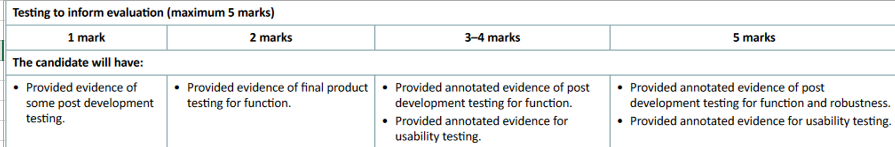 Testing to inform evaluation (maximum 5 marks)
1 mark
2 marks
3–4 marks
5 marks
The candidate will have:
• Provided evidence of
some post development
testing.
• Provided evidence of final product
testing for function.
• Provided annotated evidence of post
development testing for function.
• Provided annotated evidence for
usability testing.
• Provided annotated evidence of post
development testing for function and robustness.
• Provided annotated evidence for usability testing.